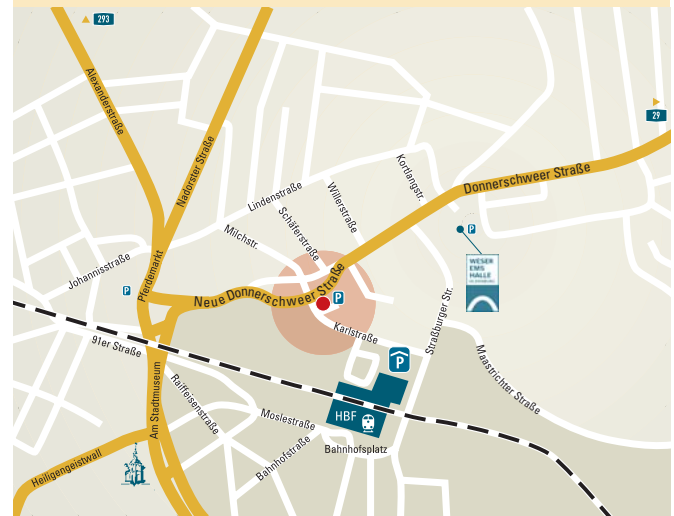 293
29
Alexanderstraße
Nadorster Straße
Donnerschweer Straße
Kortlangstr.
Lindenstraße
Willerstraße
Schäferstraße
Milchstr.
P
WESER
EMS
HALLE
Johannisstraße
Pferdemarkt
P
Neue Donnerschweer Straße
P
Karlstraße
Straßburger Str.
Maastrichter Straße
91er Straße
P
Raiffeisenstraße
Am Stadtmuseum
HBF
Moslestraße
Bahnhofstraße
Bahnhofsplatz
Heiligengeistwall